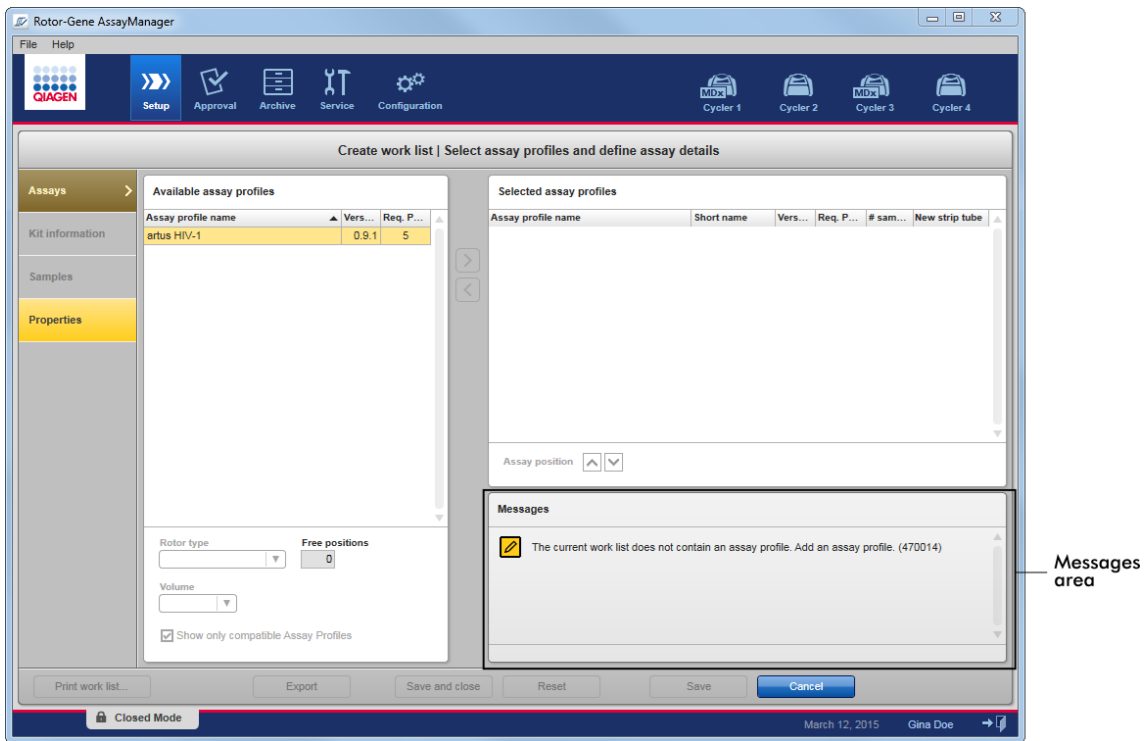 Rotor-Gene AssayManager
File Help
QIAGEN
Setup Approval Archive Service Configuration
MDx MDx
Cycler 1 Cycler 2 Cycler 3 Cycler 4
Create work list | Select assay profiles and define assay details
Assays
Kit information
Samples
Properties
Available assay profiles
Assay profile name Vers... Req. P...
artus HIV-1 0.9.1 5
Rotor type Free positions
0
Volume
Show only compatible Assay Profiles
Selected assay profiles
Assay profile name Short name Vers... Req. P... # sam... New strip tube
Assay position
Messages
The current work list does not contain an assay profile. Add an assay profile. (470014)
Messages
area
Print work list... Export Save and close Reset Save Cancel
Closed Mode March 12, 2015 Gina Doe